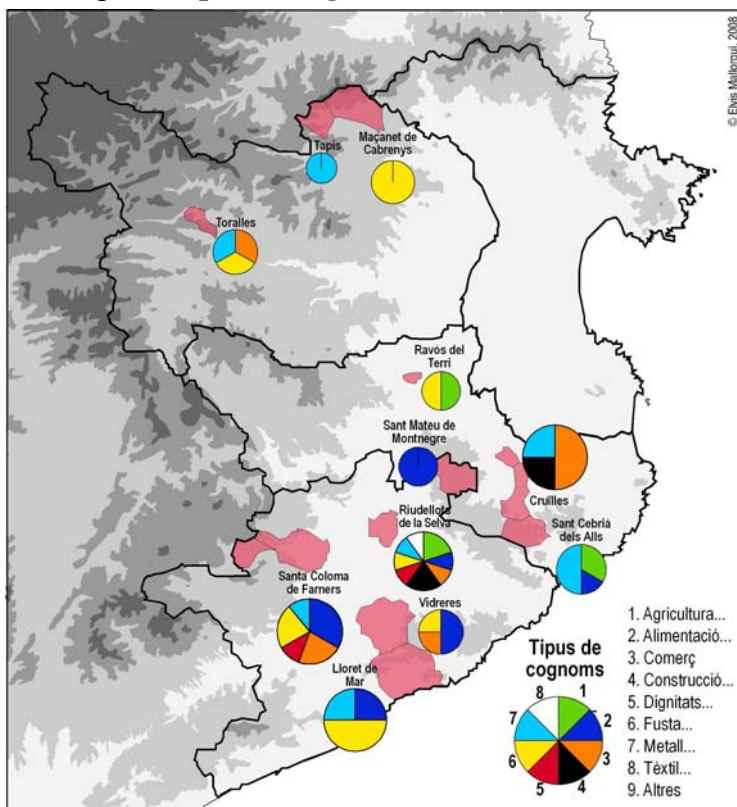 © Elvis Mallorquí, 2008
Tapis
Maçanet de
Cabrenys
Toralles
Ravós del
Terri
Sant Mateu de
Montnegre
Cruïlles
Riudellots
de la Selva
Sant Cebrià
dels Alls
Santa Coloma
de Farners
Vidreres
Lloret de
Mar
Tipus de
cognoms
8
1
7
2
6
3
5
4
1. Agricultura...
2. Alimentació...
3. Comerç
4. Construcció...
5. Dignitats...
6. Fusta...
7. Metall...
8. Tèxtil...
9. Altres